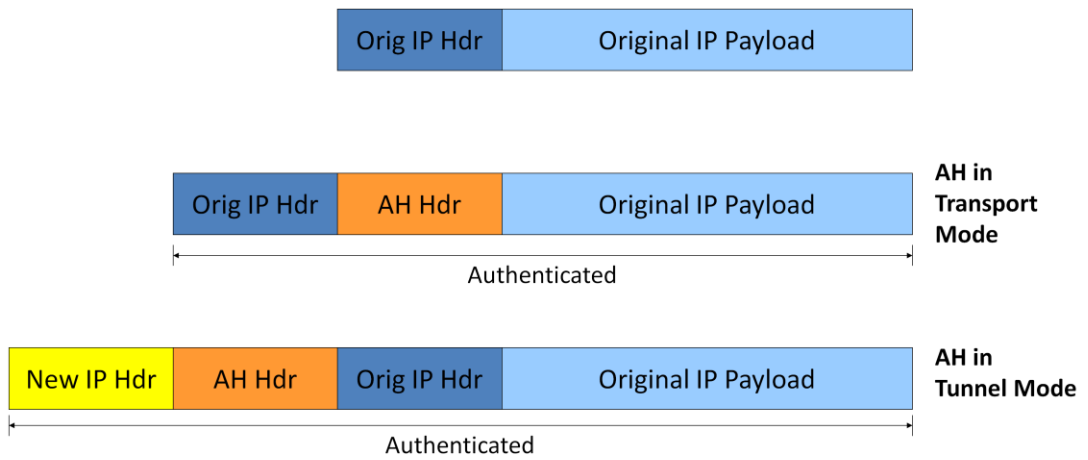 Orig IP Hdr
Original IP Payload
Orig IP Hdr
AH Hdr
Original IP Payload
AH in
Transport
Mode
Authenticated
New IP Hdr
AH Hdr
Orig IP Hdr
Original IP Payload
AH in
Tunnel Mode
Authenticated